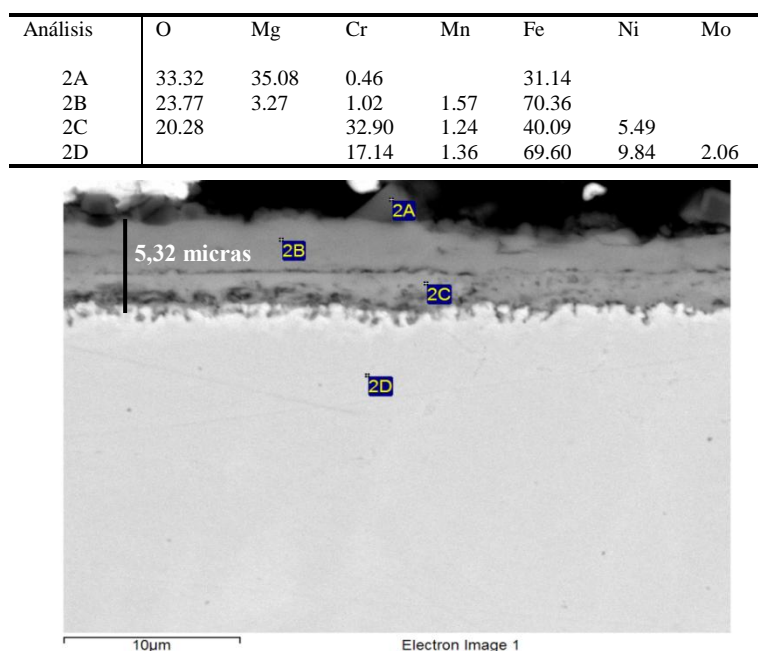 Análisis O Mg Cr Mn Fe Ni Mo
2A 33.32 35.08 0.46 31.14
2B 23.77 3.27 1.02 1.57 70.36
2C 20.28 32.90 1.24 40.09 5.49
2D 17.14 1.36 69.60 9.84 2.06
2A
5,32 micras 2B
2C
2D
10µm Electron Image 1